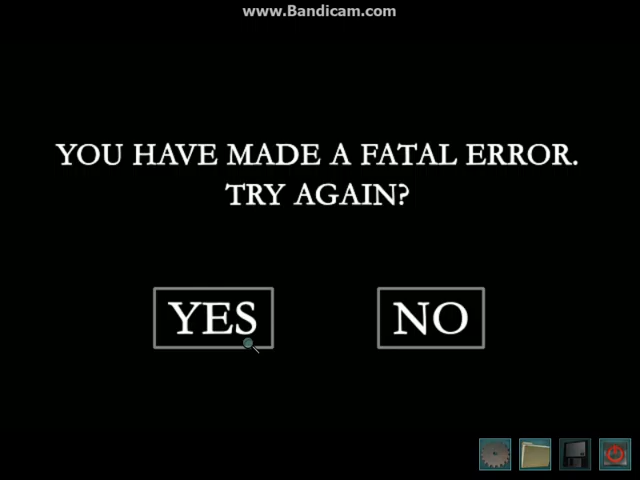 www.Bandicam.com
YOU HAVE MADE A FATAL ERROR.
TRY AGAIN?
YES
NO